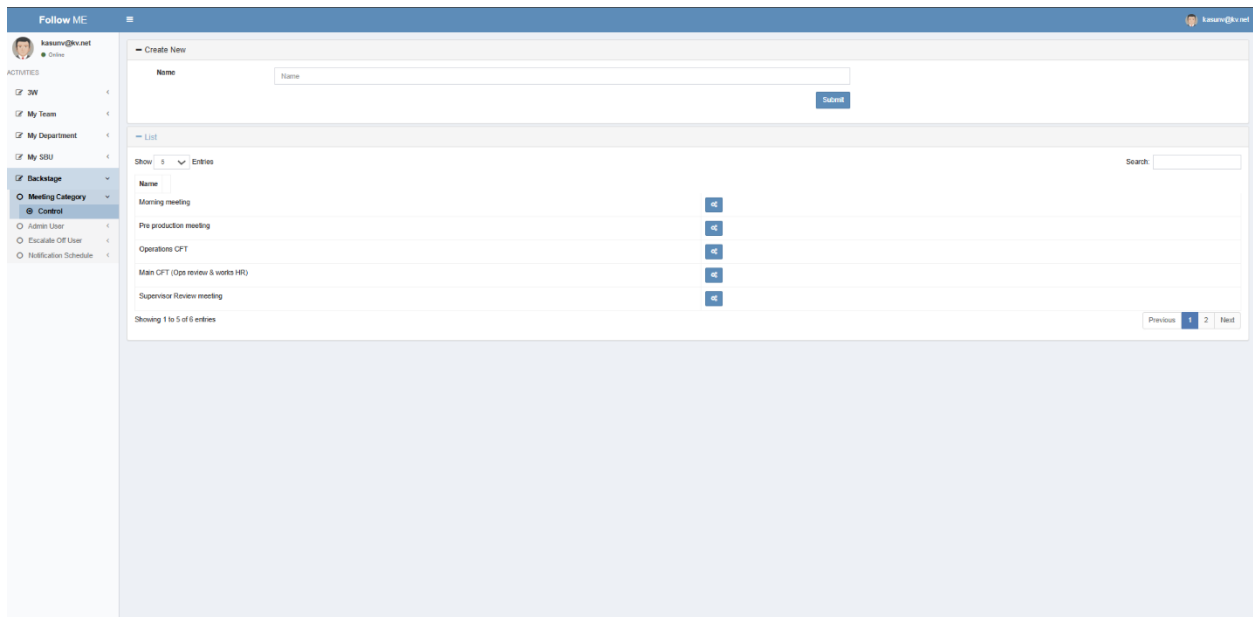 Follow ME
kasunv@kv.net
kasunv@kv.net
Online
ACTIVITIES
3W
My Team
My Department
My SBU
Backstage
Meeting Category
Control
Admin User
Escalate Off User
Notification Schedule
Create New
Name
Name
Submit
List
Show 5 Entries
Search:
Name
Morning meeting
Pre production meeting
Operations CFT
Main CFT (Ops review & works HR)
Supervisor Review meeting
Showing 1 to 5 of 6 entries
Previous 1 2 Next